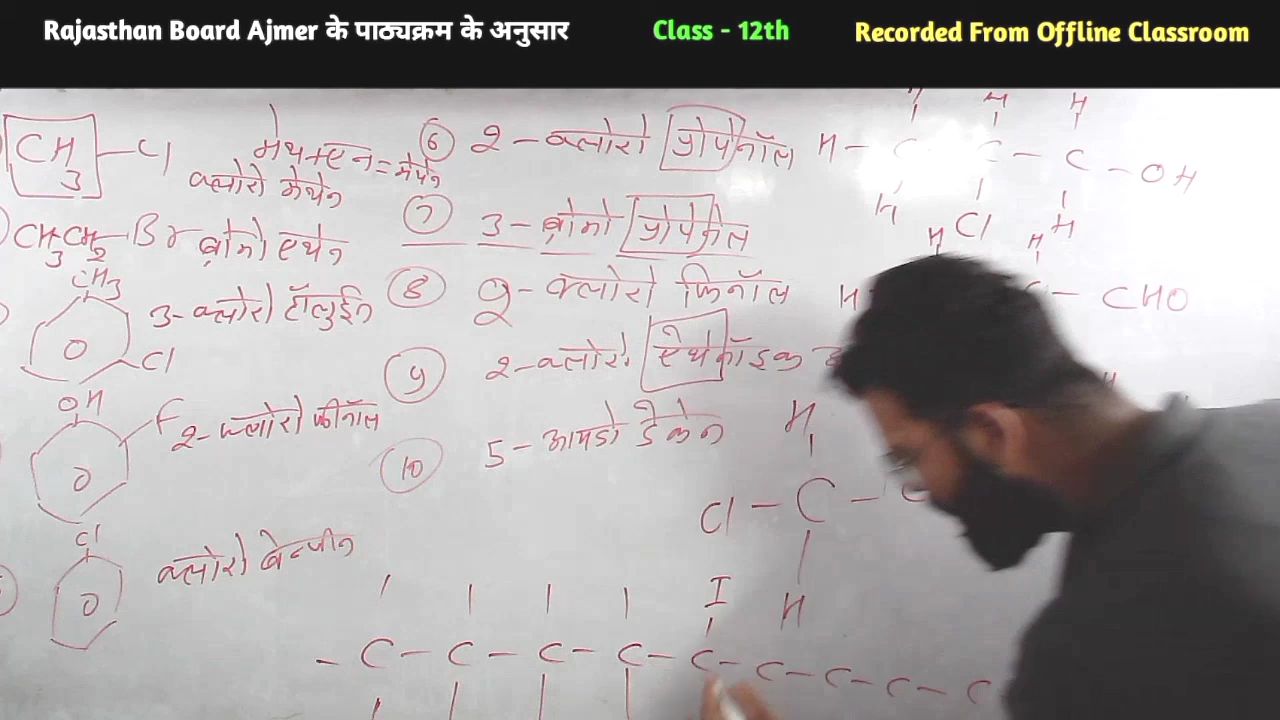 Rajasthan Board Ajmer के पाठ्यक्रम के अनुसार Class - 12th Recorded From Offline Classroom
CH3 — Cl मेथ+एन = मेथेन
क्लोरो मेथेन
CH3CH2 — Br ब्रोमो एथेन
CH3
3-क्लोरो टॉलुईन
Cl
OH
F
2-क्लोरो फीनॉल
Cl
क्लोरो बेन्जीन
6 2-क्लोरो प्रोपेनॉल
7 3-ब्रोमो प्रोपेनेल
8 2-क्लोरो फिनॉल
9 2-क्लोरो ऐथेनॉइक
10 5-आयडो डेकेन
H H H
H — C C — C — OH
H Cl H
H H
H C — CHO
H
Cl — C — C
H
I
- C - C - C - C - C - C - C - C - C